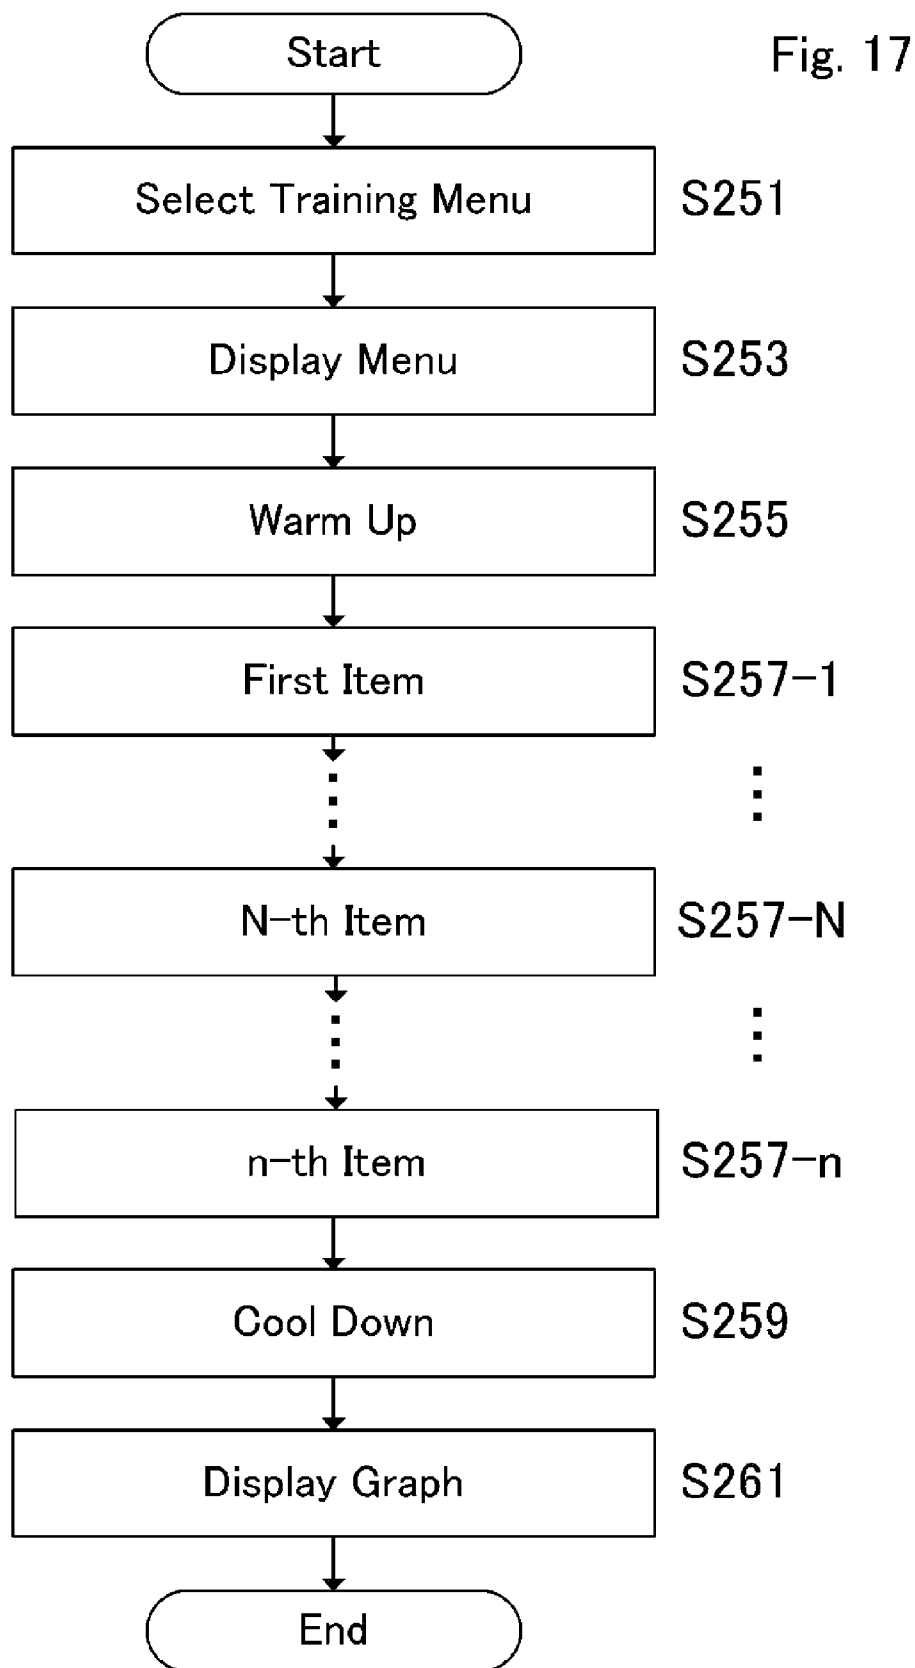 Start
Fig. 17
Select Training Menu
S251
Display Menu
S253
Warm Up
S255
First Item
S257-1
N-th Item
S257-N
n-th Item
S257-n
Cool Down
S259
Display Graph
S261
End